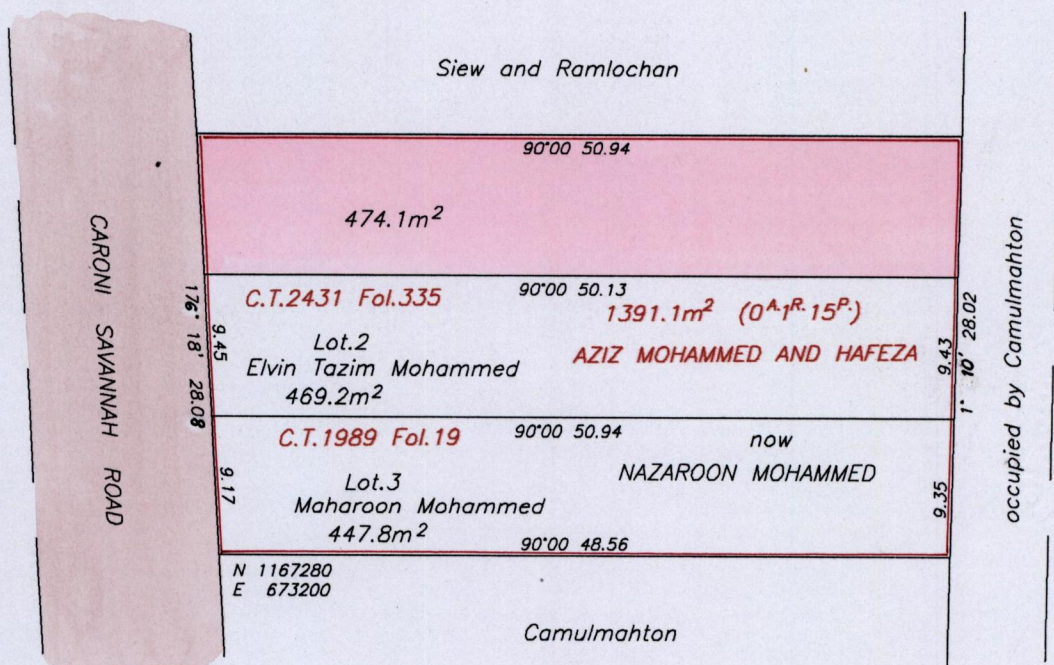 Siew and Ramlochan
90°00 50.94
474.1m²
CARONI SAVANNAH ROAD
176° 18' 28.08
C.T.2431 Fol.335
90°00 50.13
1391.1m² (0A.1R.15P.)
9.45
Lot.2
Elvin Tazim Mohammed
469.2m²
AZIZ MOHAMMED AND HAFEZA
9.43
1° 10' 28.02
occupied by Camulmahton
C.T.1989 Fol.19
90°00 50.94
now
NAZAROON MOHAMMED
9.17
Lot.3
Maharoon Mohammed
447.8m²
9.35
90°00 48.56
N 1167280
E 673200
Camulmahton